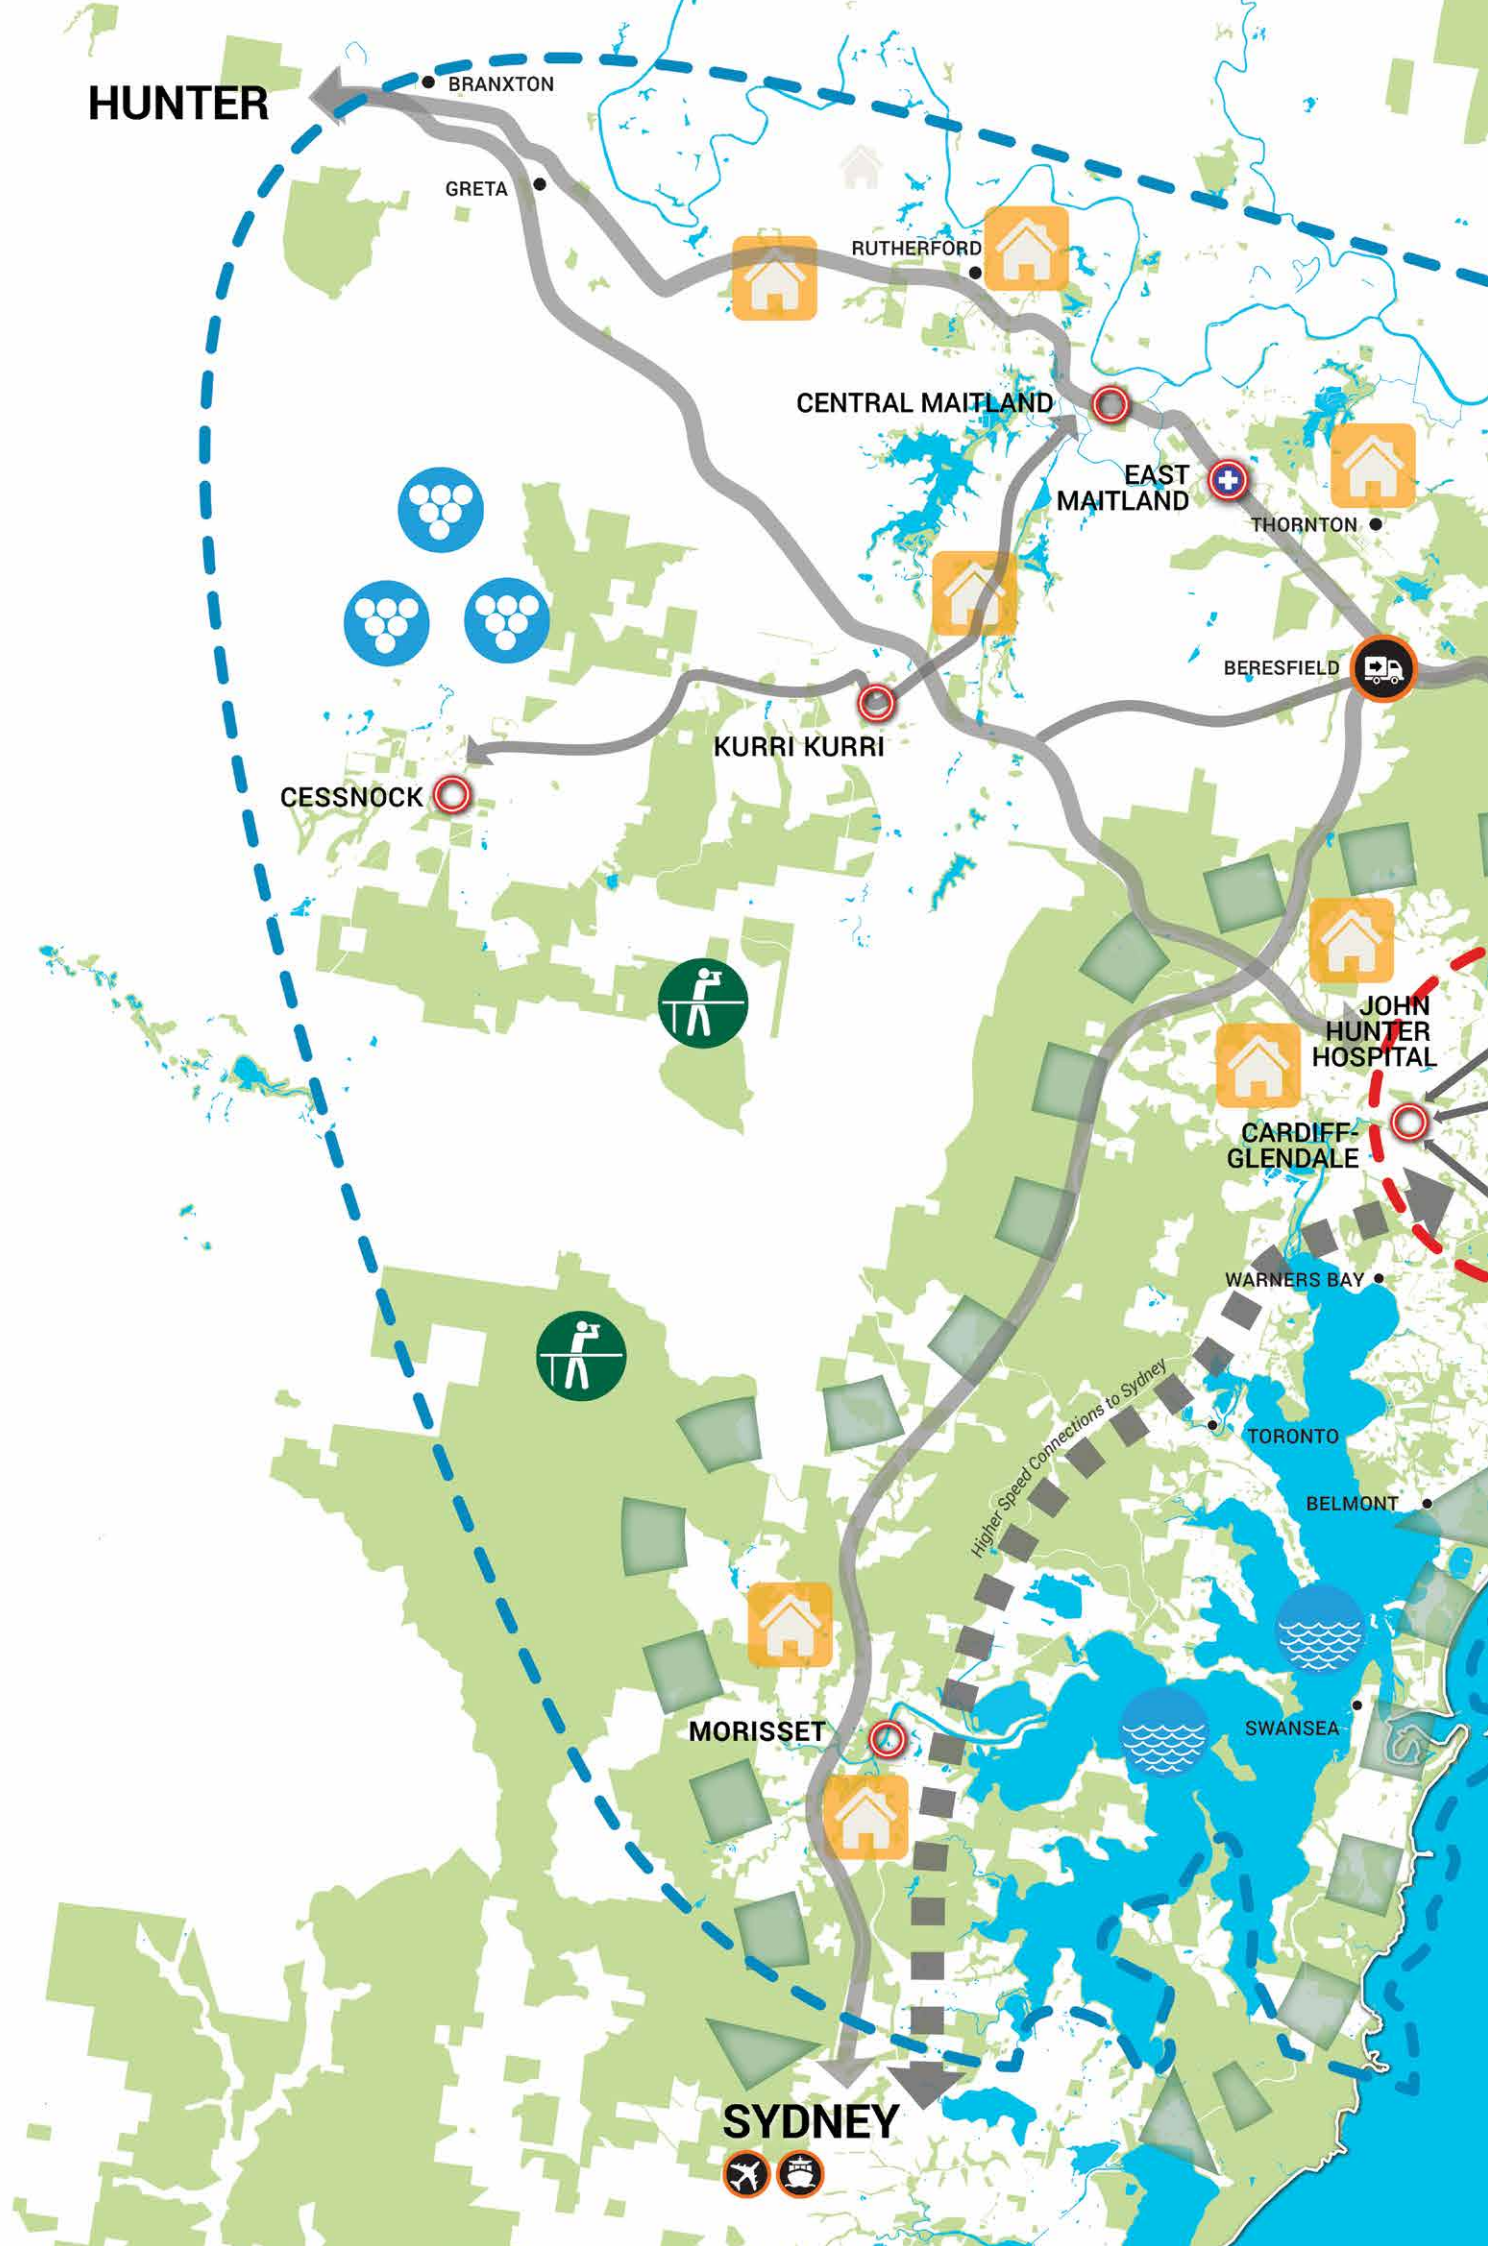 BRANXTON
HUNTER
GRETA
RUTHERFORD
CENTRAL MAITLAND
EAST
MAITLAND
THORNTON
BERESFIELD
KURRI KURRI
CESSNOCK
JOHN
HUNTER
HOSPITAL
CARDIFF-
GLENDALE
WARNERS BAY
Higher Speed Connections to Sydney
TORONTO
BELMONT
SWANSEA
MORISSET
SYDNEY